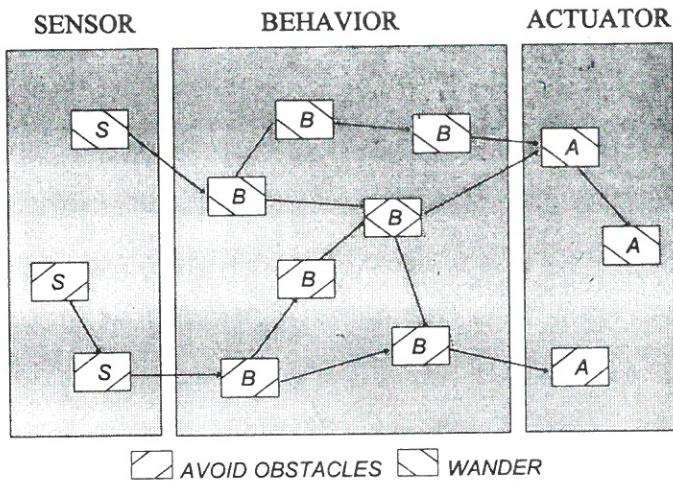 SENSOR BEHAVIOR ACTUATOR
S B B A
B B A
S B
S B B A
AVOID OBSTACLES WANDER